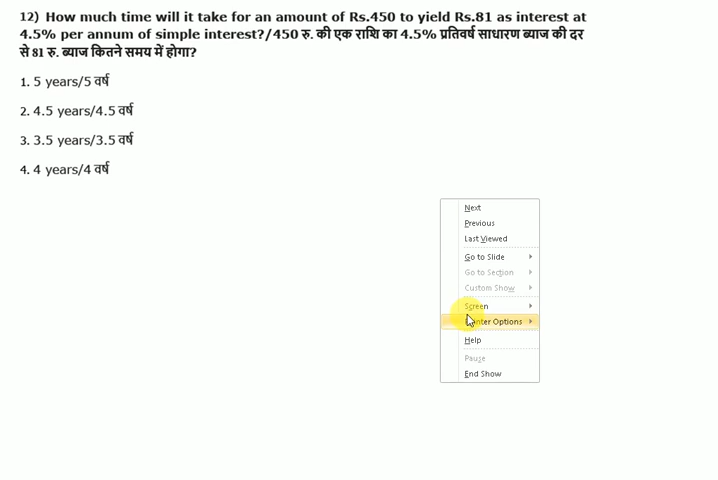 12) How much time will it take for an amount of Rs.450 to yield Rs.81 as interest at
4.5% per annum of simple interest?/450 रु. की एक राशि का 4.5% प्रतिवर्ष साधारण ब्याज की दर
से 81 रु. ब्याज कितने समय में होगा?
1. 5 years/5 वर्ष
2. 4.5 years/4.5 वर्ष
3. 3.5 years/3.5 वर्ष
4. 4 years/4 वर्ष
Next
Previous
Last Viewed
Go to Slide
Go to Section
Custom Show
Screen
Pointer Options
Help
Pause
End Show